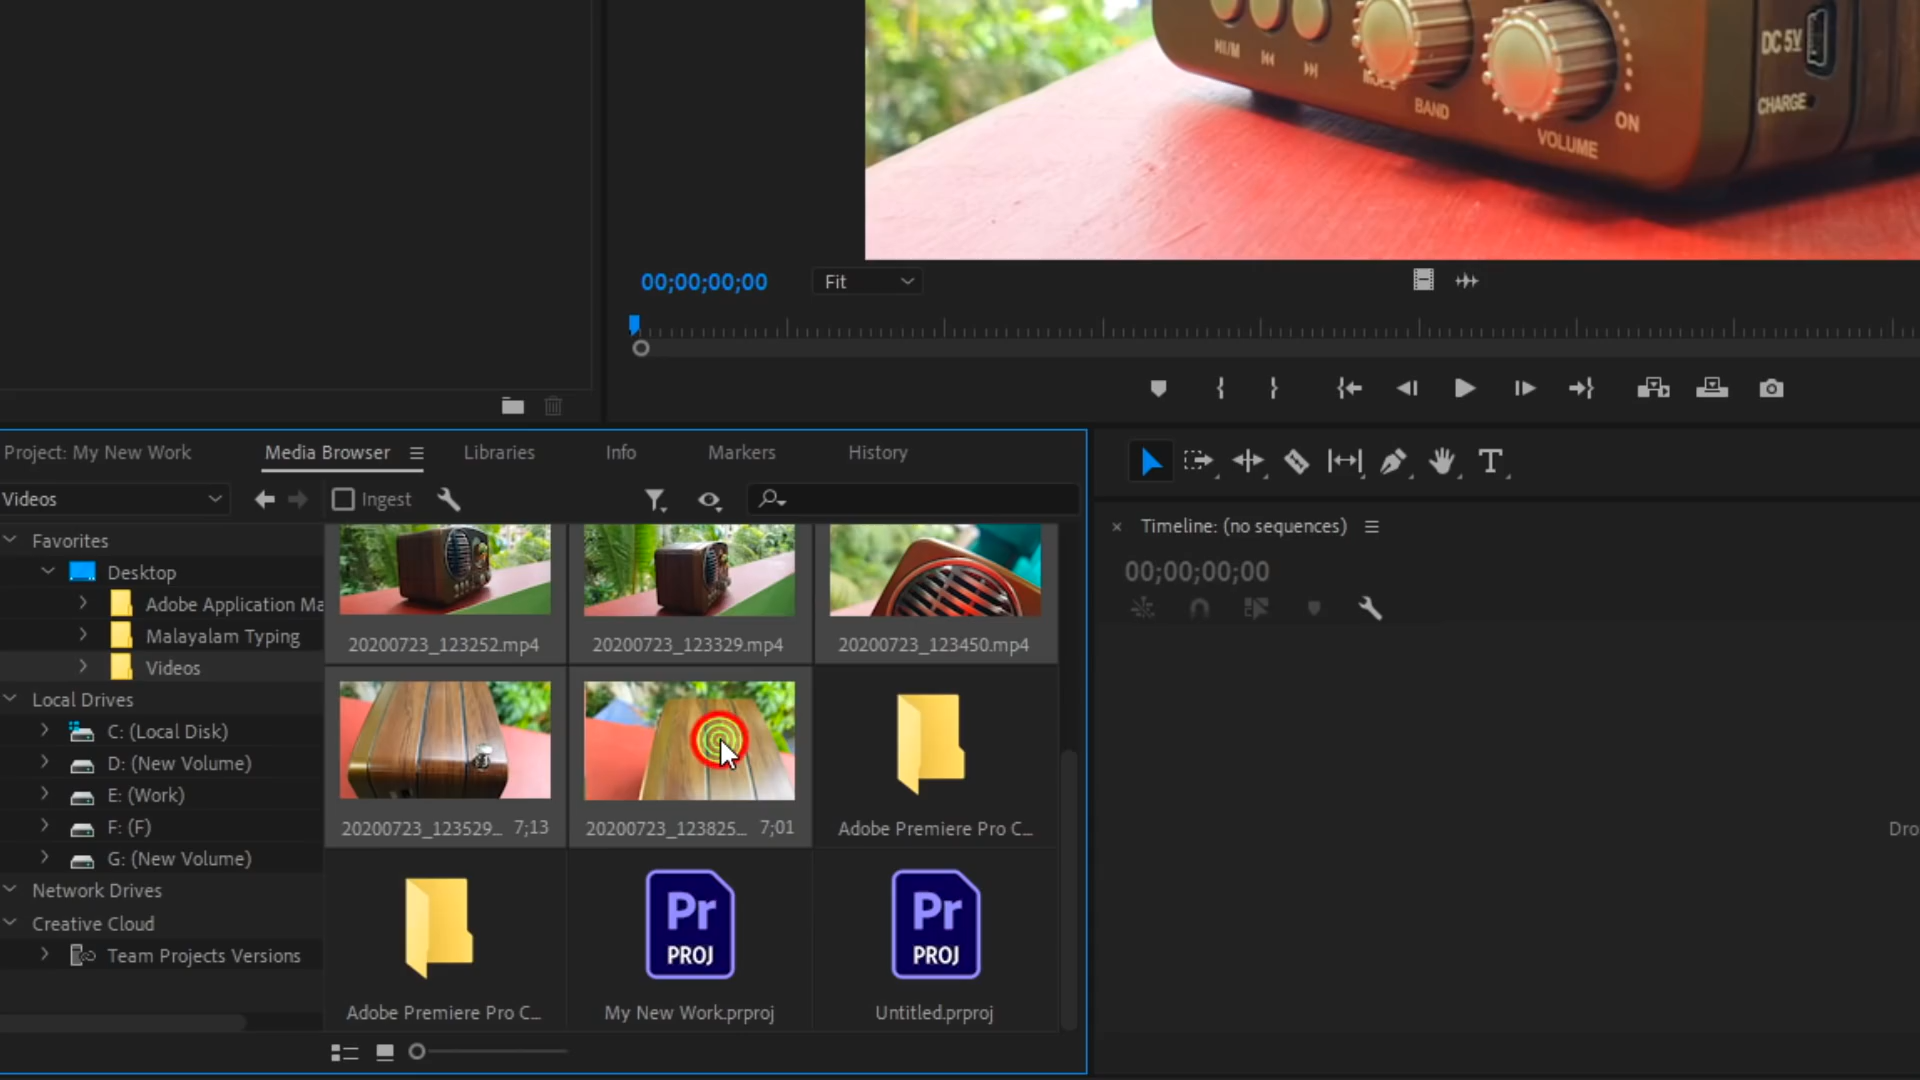 DC 5V
BAND
VOLUME
ON
CHARGE
00;00;00;00
Fit
Project: My New Work
Media Browser
Libraries
Info
Markers
History
Videos
Ingest
Favorites
Desktop
Adobe Application Ma
Malayalam Typing
Videos
Local Drives
C: (Local Disk)
D: (New Volume)
E: (Work)
F: (F)
G: (New Volume)
Network Drives
Creative Cloud
Team Projects Versions
20200723_123252.mp4
20200723_123329.mp4
20200723_123450.mp4
20200723_123529... 7;13
20200723_123825... 7;01
Adobe Premiere Pro C...
Pr
PROJ
Pr
PROJ
Adobe Premiere Pro C...
My New Work.prproj
Untitled.prproj
T
Timeline: (no sequences)
00;00;00;00
Dro